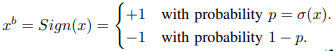 +1 with probability p = σ(x).
x^b = Sign(x) = {
−1 with probability 1 − p.